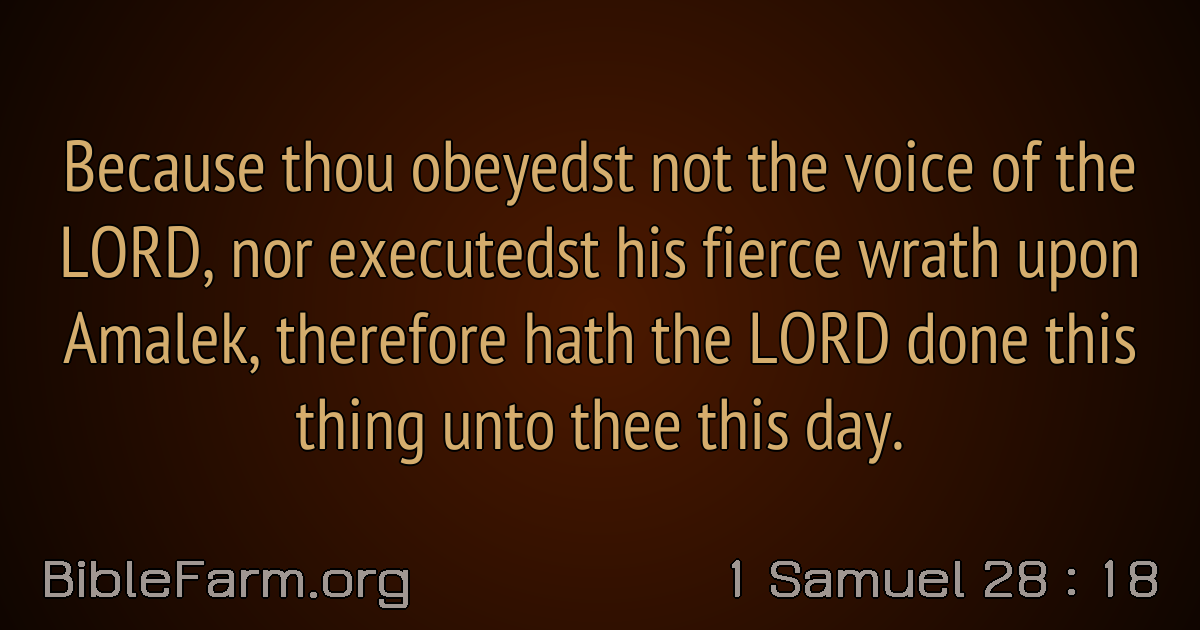 Because thou obeyedst not the voice of the
LORD, nor executedst his fierce wrath upon
Amalek, therefore hath the LORD done this
thing unto thee this day.
BibleFarm.org
1 Samuel 28 : 18